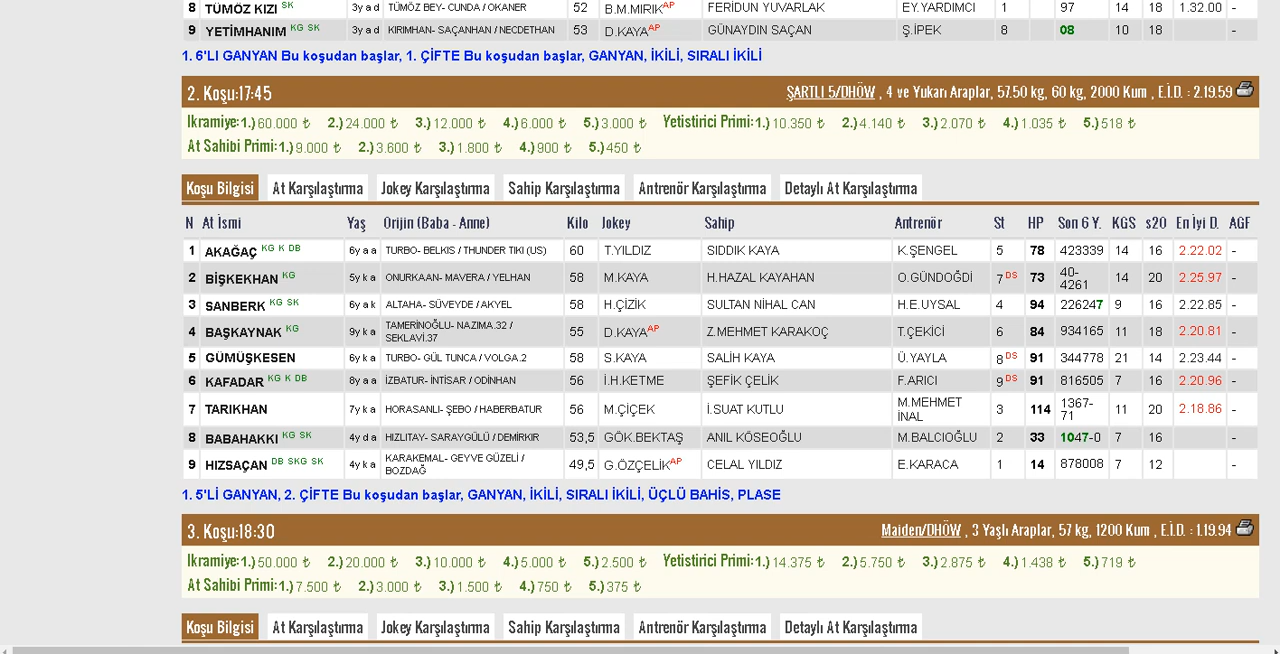 8 TÜMÖZ KIZI SK 3y a d TÜMÖZ BEY- CUNDA / OKANER 52 B.M.MIRIK AP FERİDUN YUVARLAK EY.YARDIMCI 1 97 14 18 1.32.00 -
9 YETİMHANIM KG SK 3y a d KIRIMHAN- SAÇANHAN / NECDETHAN 53 D.KAYA AP GÜNAYDIN SAÇAN Ş.İPEK 8 08 10 18 -
1. 6'LI GANYAN Bu koşudan başlar, 1. ÇİFTE Bu koşudan başlar, GANYAN, İKİLİ, SIRALI İKİLİ
2. Koşu:17:45 ŞARTLI 5/DHÖW , 4 ve Yukarı Araplar, 57.50 kg, 60 kg, 2000 Kum , E.İ.D. : 2.19.59
Ikramiye:1.) 60.000 ₺ 2.) 24.000 ₺ 3.) 12.000 ₺ 4.) 6.000 ₺ 5.) 3.000 ₺ Yetistirici Primi:1.) 10.350 ₺ 2.) 4.140 ₺ 3.) 2.070 ₺ 4.) 1.035 ₺ 5.) 518 ₺
At Sahibi Primi:1.) 9.000 ₺ 2.) 3.600 ₺ 3.) 1.800 ₺ 4.) 900 ₺ 5.) 450 ₺
Koşu Bilgisi At Karşılaştırma Jokey Karşılaştırma Sahip Karşılaştırma Antrenör Karşılaştırma Detaylı At Karşılaştırma
N At İsmi Yaş Orijin (Baba - Anne) Kilo Jokey Sahip Antrenör St HP Son 6 Y. KGS s20 En İyi D. AGF
1 AKAĞAÇ KG K DB 6y a a TURBO- BELKIS / THUNDER TIKI (US) 60 T.YILDIZ SIDDIK KAYA K.ŞENGEL 5 78 423339 14 16 2.22.02 -
2 BİŞKEKHAN KG 5y k a ONURKAAN- MAVERA / YELHAN 58 M.KAYA H.HAZAL KAYAHAN O.GÜNDOĞDİ 7 DS 73 40-4261 14 20 2.25.97 -
3 SANBERK KG SK 6y a k ALTAHA- SÜVEYDE / AKYEL 58 H.ÇİZİK SULTAN NİHAL CAN H.E.UYSAL 4 94 226247 9 16 2.22.85 -
4 BAŞKAYNAK KG 9y k a TAMERİNOĞLU- NAZIMA.32 / SEKLAVİ.37 55 D.KAYA AP Z.MEHMET KARAKOÇ T.ÇEKİCİ 6 84 934165 11 18 2.20.81 -
5 GÜMÜŞKESEN 6y k a TURBO- GÜL TUNCA / VOLGA.2 58 S.KAYA SALİH KAYA Ü.YAYLA 8 DS 91 344778 21 14 2.23.44 -
6 KAFADAR KG K DB 8y a a İZBATUR- İNTİSAR / ODİNHAN 56 İ.H.KETME ŞEFİK ÇELİK F.ARICI 9 DS 91 816505 7 16 2.20.96 -
7 TARIKHAN 7y k a HORASANLI- ŞEBO / HABERBATUR 56 M.ÇİÇEK İ.SUAT KUTLU M.MEHMET İNAL 3 114 1367-71 11 20 2.18.86 -
8 BABAHAKKI KG SK 4y d a HIZLITAY- SARAYGÜLÜ / DEMİRKIR 53,5 GÖK.BEKTAŞ ANIL KÖSEOĞLU M.BALCIOĞLU 2 33 1047-0 7 16 -
9 HIZSAÇAN DB SKG SK 4y k a KARAKEMAL- GEYVE GÜZELİ / BOZDAĞ 49,5 G.ÖZÇELİK AP CELAL YILDIZ E.KARACA 1 14 878008 7 12 -
1. 5'Lİ GANYAN, 2. ÇİFTE Bu koşudan başlar, GANYAN, İKİLİ, SIRALI İKİLİ, ÜÇLÜ BAHİS, PLASE
3. Koşu:18:30 Maiden/DHÖW , 3 Yaşlı Araplar, 57 kg, 1200 Kum , E.İ.D. : 1.19.94
Ikramiye:1.) 50.000 ₺ 2.) 20.000 ₺ 3.) 10.000 ₺ 4.) 5.000 ₺ 5.) 2.500 ₺ Yetistirici Primi:1.) 14.375 ₺ 2.) 5.750 ₺ 3.) 2.875 ₺ 4.) 1.438 ₺ 5.) 719 ₺
At Sahibi Primi:1.) 7.500 ₺ 2.) 3.000 ₺ 3.) 1.500 ₺ 4.) 750 ₺ 5.) 375 ₺
Koşu Bilgisi At Karşılaştırma Jokey Karşılaştırma Sahip Karşılaştırma Antrenör Karşılaştırma Detaylı At Karşılaştırma